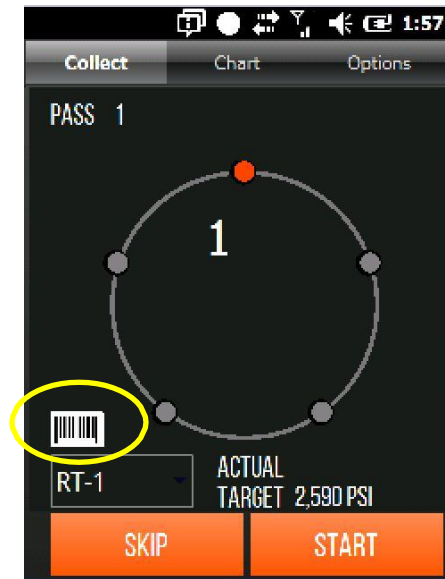 1:57
Collect Chart Options
PASS 1
1
RT-1
ACTUAL
TARGET 2,590 PSI
SKIP START